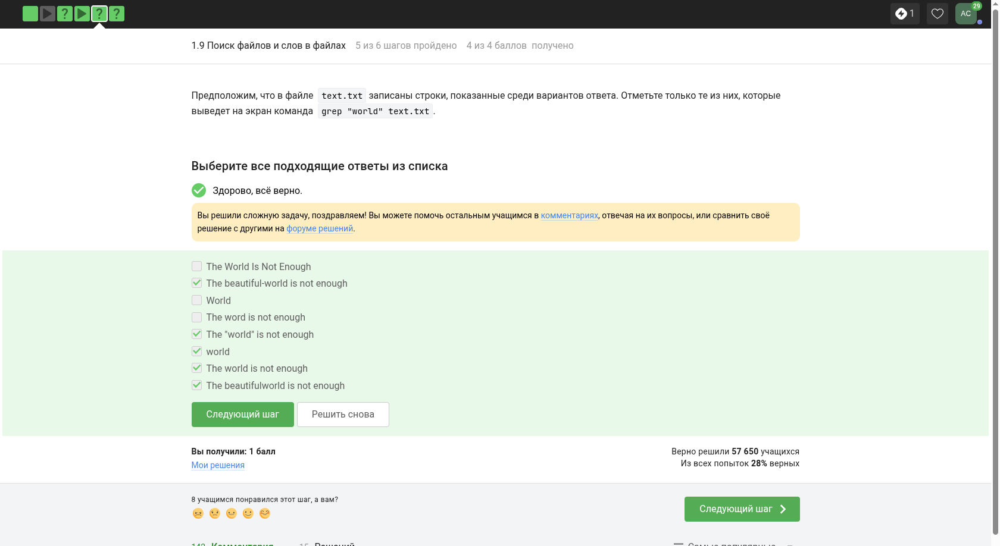 ? ? ?
1
AC
29
1.9 Поиск файлов и слов в файлах 5 из 6 шагов пройдено 4 из 4 баллов получено
Предположим, что в файле text.txt записаны строки, показанные среди вариантов ответа. Отметьте только те из них, которые
выведет на экран команда grep "world" text.txt.
Выберите все подходящие ответы из списка
Здорово, всё верно.
Вы решили сложную задачу, поздравляем! Вы можете помочь остальным учащимся в комментариях, отвечая на их вопросы, или сравнить своё
решение с другими на форуме решений.
The World Is Not Enough
The beautiful-world is not enough
World
The word is not enough
The "world" is not enough
world
The world is not enough
The beautifulworld is not enough
Следующий шаг Решить снова
Вы получили: 1 балл
Мои решения
Верно решили 57 650 учащихся
Из всех попыток 28% верных
8 учащимся понравился этот шаг, а вам?
Следующий шаг